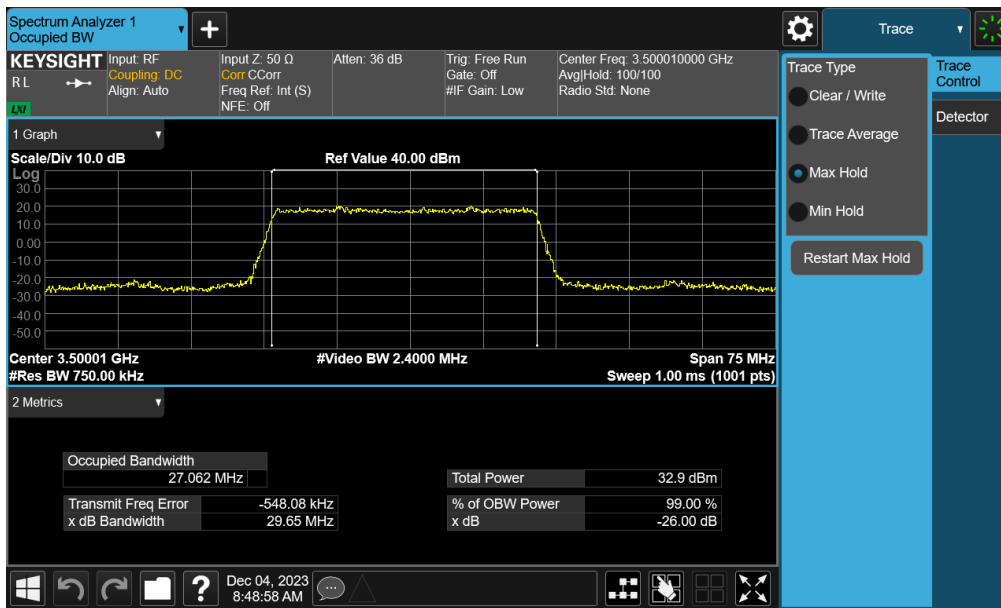 Spectrum Analyzer 1
Occupied BW
+
Trace
KEYSIGHT
R L
LXI
Input: RF
Coupling: DC
Align: Auto
Input Z: 50 Ω
Corr CCorr
Freq Ref: Int (S)
NFE: Off
Atten: 36 dB
Trig: Free Run
Gate: Off
#IF Gain: Low
Center Freq: 3.500010000 GHz
Avg|Hold: 100/100
Radio Std: None
Trace Type
Clear / Write
Trace Average
Max Hold
Min Hold
Restart Max Hold
Trace
Control
Detector
1 Graph
Scale/Div 10.0 dB
Ref Value 40.00 dBm
Log
30.0
20.0
10.0
0.00
-10.0
-20.0
-30.0
-40.0
-50.0
Center 3.50001 GHz
#Video BW 2.4000 MHz
Span 75 MHz
#Res BW 750.00 kHz
Sweep 1.00 ms (1001 pts)
2 Metrics
Occupied Bandwidth
27.062 MHz
Total Power 32.9 dBm
Transmit Freq Error -548.08 kHz
% of OBW Power 99.00 %
x dB Bandwidth 29.65 MHz
x dB -26.00 dB
?
Dec 04, 2023
8:48:58 AM